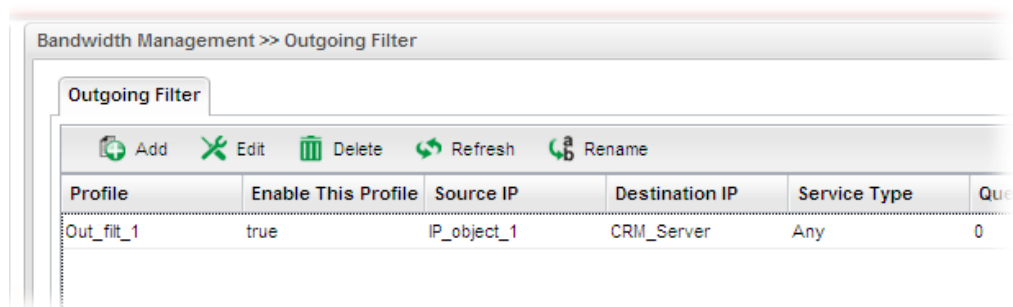 Bandwidth Management >> Outgoing Filter
Outgoing Filter
Add Edit Delete Refresh Rename
Profile Enable This Profile Source IP Destination IP Service Type
Out_filt_1 true IP_object_1 CRM_Server Any 0